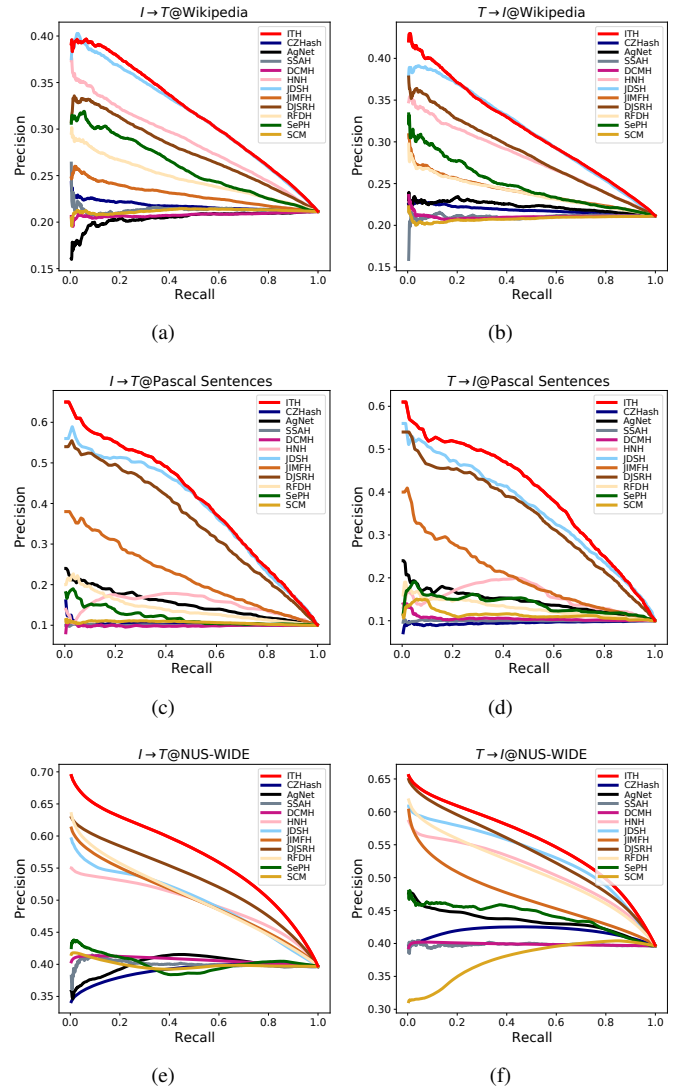 I→T@Wikipedia
Precision
0.40
0.35
0.30
0.25
0.20
0.15
ITH
CZHash
AgNet
SSAH
DCMH
HNH
JDSH
JIMFH
DJSRH
RFDH
SePH
SCM
0.0 0.2 0.4 0.6 0.8 1.0
Recall
(a)
T→I@Wikipedia
Precision
0.40
0.35
0.30
0.25
0.20
0.15
ITH
CZHash
AgNet
SSAH
DCMH
HNH
JDSH
JIMFH
DJSRH
RFDH
SePH
SCM
0.0 0.2 0.4 0.6 0.8 1.0
Recall
(b)
I→T@Pascal Sentences
Precision
0.6
0.5
0.4
0.3
0.2
0.1
ITH
CZHash
AgNet
SSAH
DCMH
HNH
JDSH
JIMFH
DJSRH
RFDH
SePH
SCM
0.0 0.2 0.4 0.6 0.8 1.0
Recall
(c)
T→I@Pascal Sentences
Precision
0.6
0.5
0.4
0.3
0.2
0.1
ITH
CZHash
AgNet
SSAH
DCMH
HNH
JDSH
JIMFH
DJSRH
RFDH
SePH
SCM
0.0 0.2 0.4 0.6 0.8 1.0
Recall
(d)
I→T@NUS-WIDE
Precision
0.70
0.65
0.60
0.55
0.50
0.45
0.40
0.35
ITH
CZHash
AgNet
SSAH
DCMH
HNH
JDSH
JIMFH
DJSRH
RFDH
SePH
SCM
0.0 0.2 0.4 0.6 0.8 1.0
Recall
(e)
T→I@NUS-WIDE
Precision
0.65
0.60
0.55
0.50
0.45
0.40
0.35
0.30
ITH
CZHash
AgNet
SSAH
DCMH
HNH
JDSH
JIMFH
DJSRH
RFDH
SePH
SCM
0.0 0.2 0.4 0.6 0.8 1.0
Recall
(f)